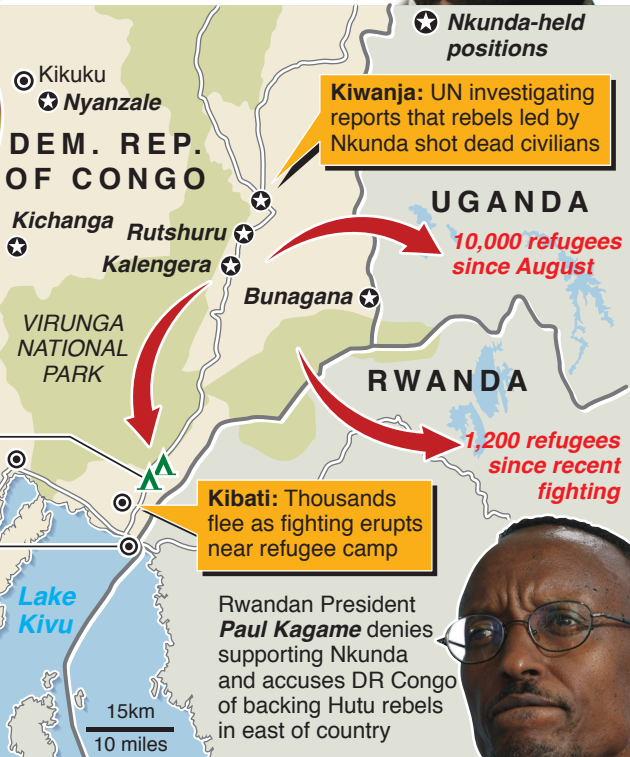 Nkunda-held
positions
Kikuku
Nyanzale
Kiwanja: UN investigating
reports that rebels led by
Nkunda shot dead civilians
DEM. REP.
OF CONGO
UGANDA
Kichanga
Rutshuru
Kalengera
10,000 refugees
since August
Bunagana
VIRUNGA
NATIONAL
PARK
RWANDA
1,200 refugees
since recent
fighting
Kibati: Thousands
flee as fighting erupts
near refugee camp
Lake
Kivu
Rwandan President
Paul Kagame denies
supporting Nkunda
and accuses DR Congo
of backing Hutu rebels
in east of country
15km
10 miles